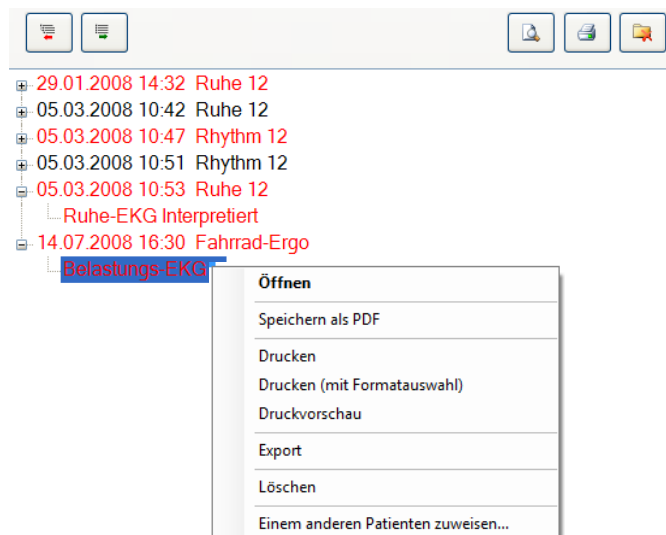 29.01.2008 14:32 Ruhe 12
05.03.2008 10:42 Ruhe 12
05.03.2008 10:47 Rhythm 12
05.03.2008 10:51 Rhythm 12
05.03.2008 10:53 Ruhe 12
Ruhe-EKG Interpretiert
14.07.2008 16:30 Fahrrad-Ergo
Belastungs-EKG
Öffnen
Speichern als PDF
Drucken
Drucken (mit Formatauswahl)
Druckvorschau
Export
Löschen
Einem anderen Patienten zuweisen...